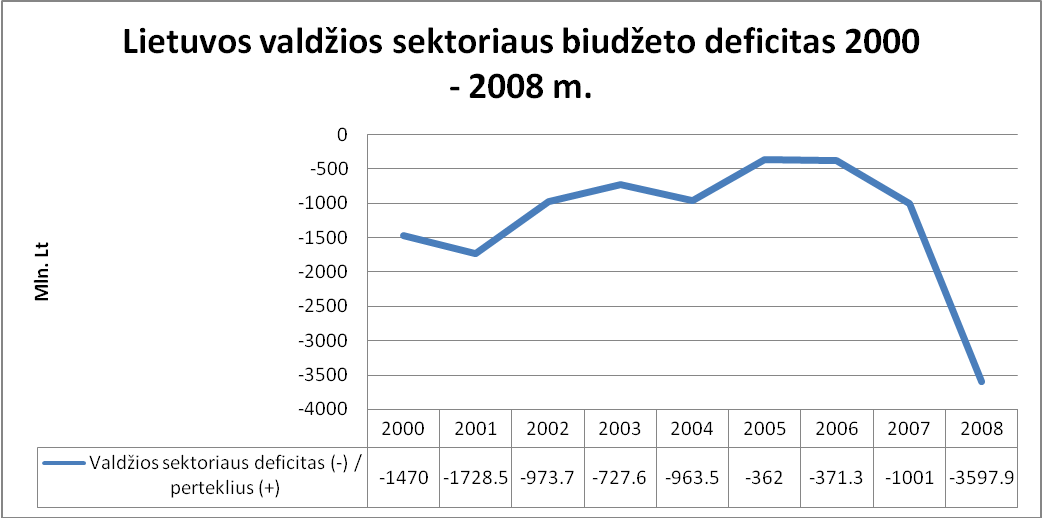 Lietuvos valdžios sektoriaus biudžeto deficitas 2000
- 2008 m.
Mln. Lt
0
-500
-1000
-1500
-2000
-2500
-3000
-3500
-4000
2000 2001 2002 2003 2004 2005 2006 2007 2008
Valdžios sektoriaus deficitas (-) /
perteklius (+)
-1470 -1728.5 -973.7 -727.6 -963.5 -362 -371.3 -1001 -3597.9